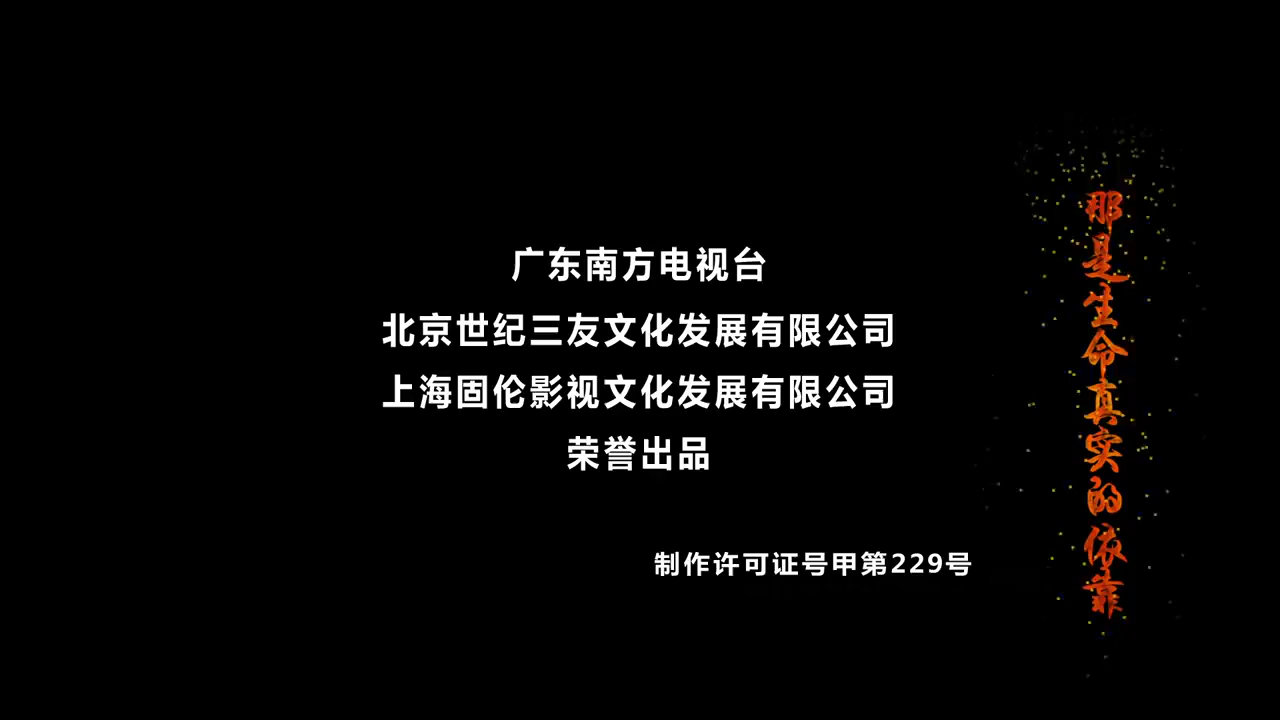 广东南方电视台
北京世纪三友文化发展有限公司
上海固伦影视文化发展有限公司
荣誉出品
制作许可证号甲第229号
那是生命真实的依靠